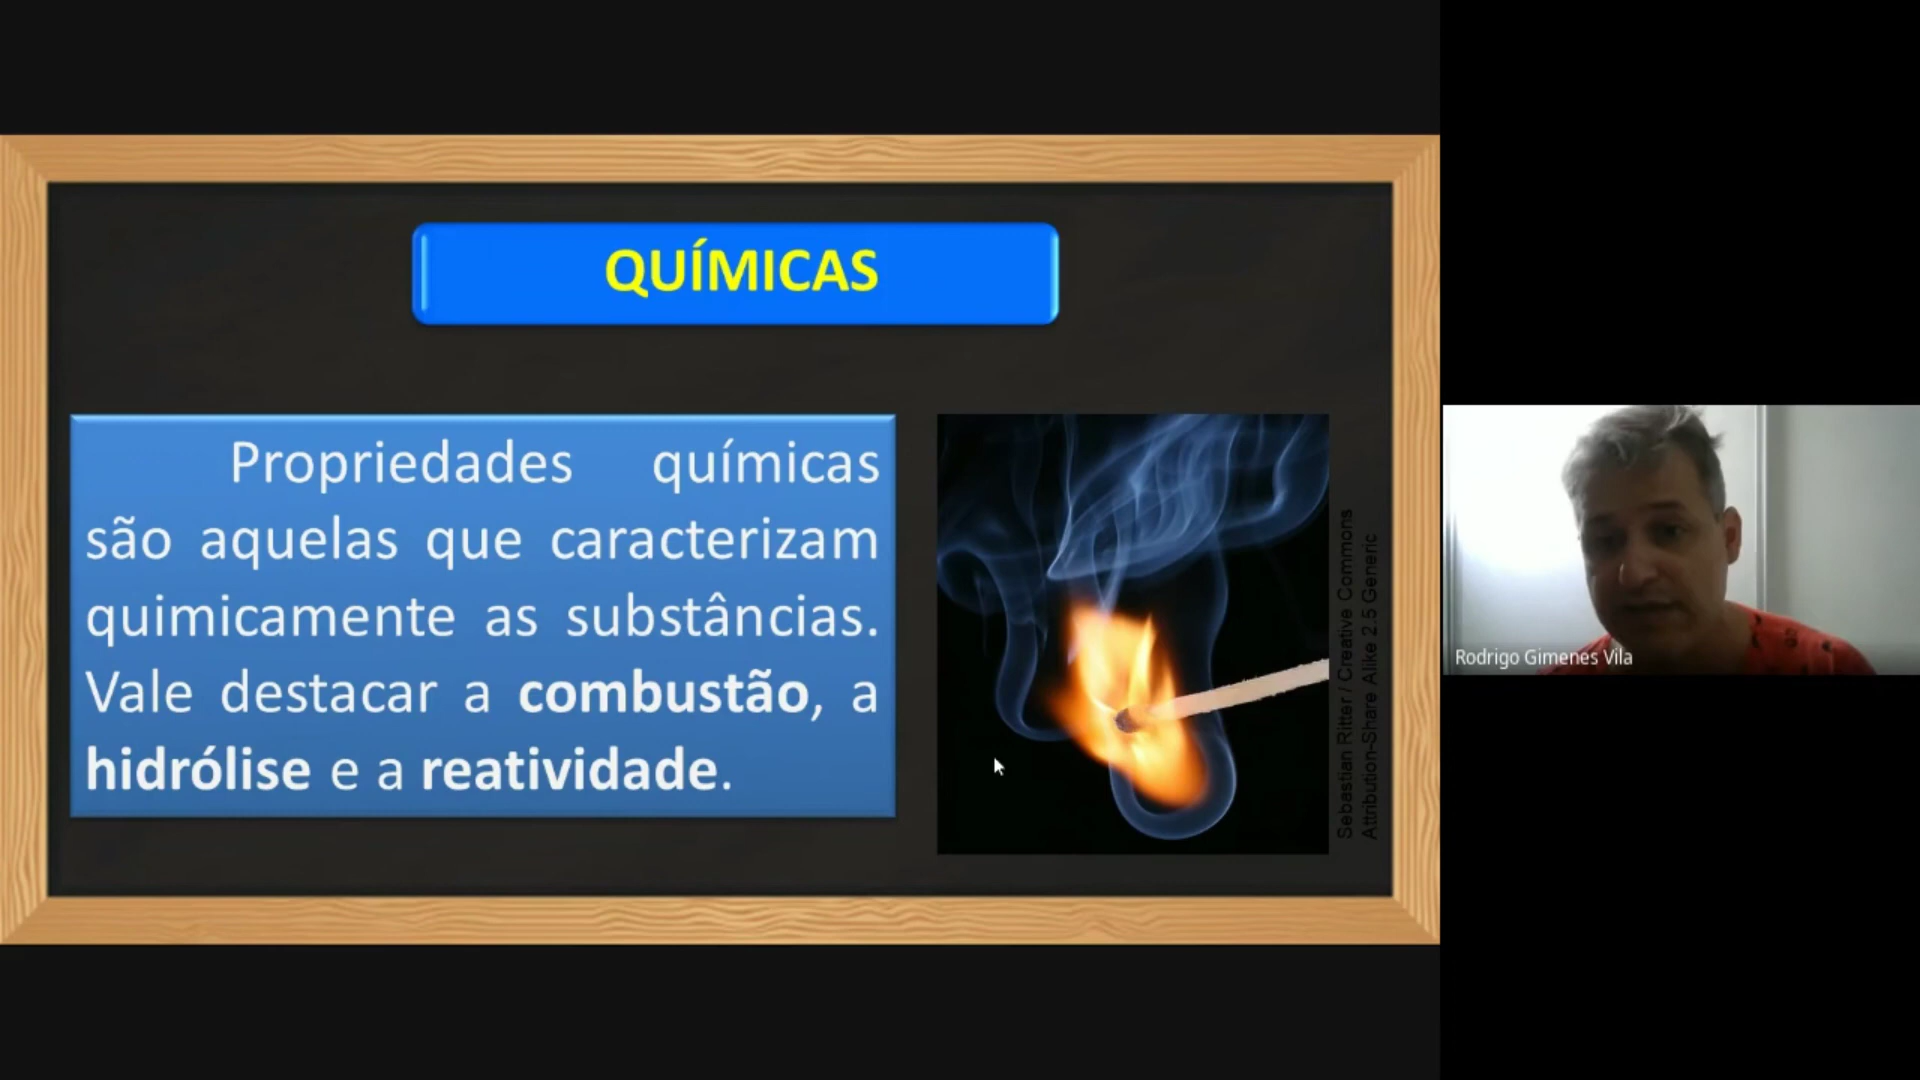 QUÍMICAS
Propriedades químicas
são aquelas que caracterizam
quimicamente as substâncias.
Vale destacar a combustão, a
hidrólise e a reatividade.
Sebastian Ritter / Creative Commons
Attribution-Share Alike 2.5 Generic
Rodrigo Gimenes Vila